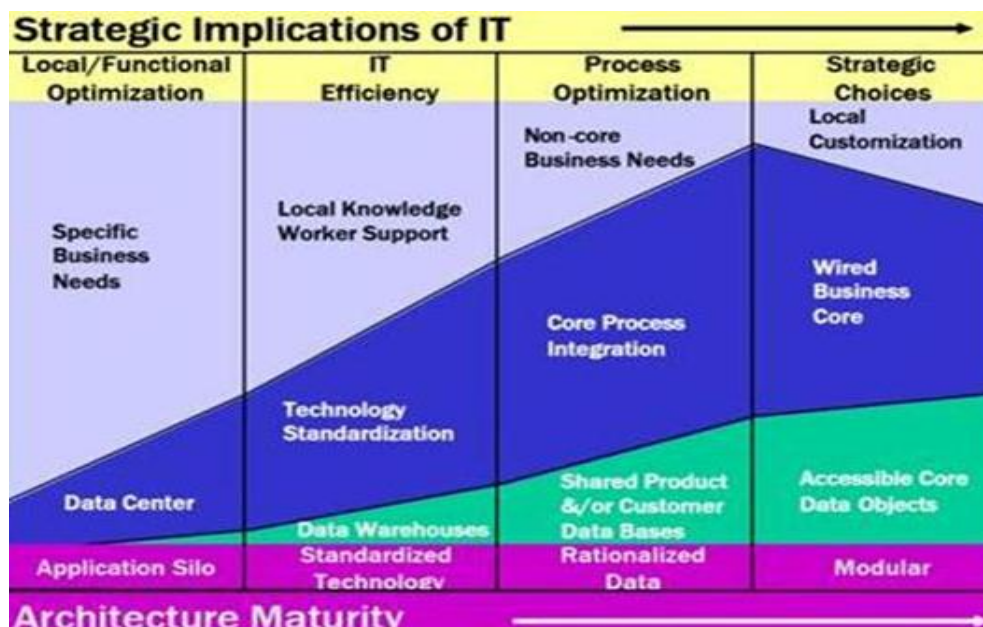 Strategic Implications of IT
Local/Functional
Optimization
IT
Efficiency
Process
Optimization
Strategic
Choices
Specific
Business
Needs
Local Knowledge
Worker Support
Non-core
Business Needs
Local
Customization
Data Center
Technology
Standardization
Core Process
Integration
Wired
Business
Core
Data Warehouses
Shared Product
&/or Customer
Data Bases
Accessible Core
Data Objects
Application Silo
Standardized
Technology
Rationalized
Data
Modular
Architecture Maturity